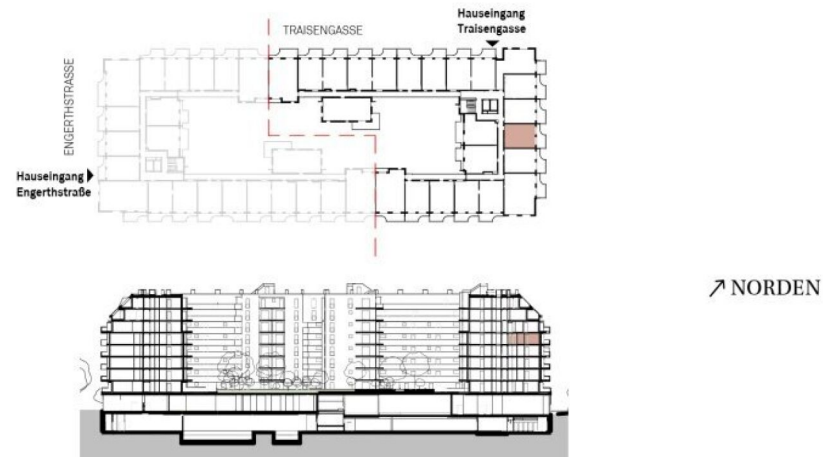 TRAISENGASSE
Hauseingang
Traisengasse
ENGERTHSTRASSE
Hauseingang
Engerthstraße
NORDEN